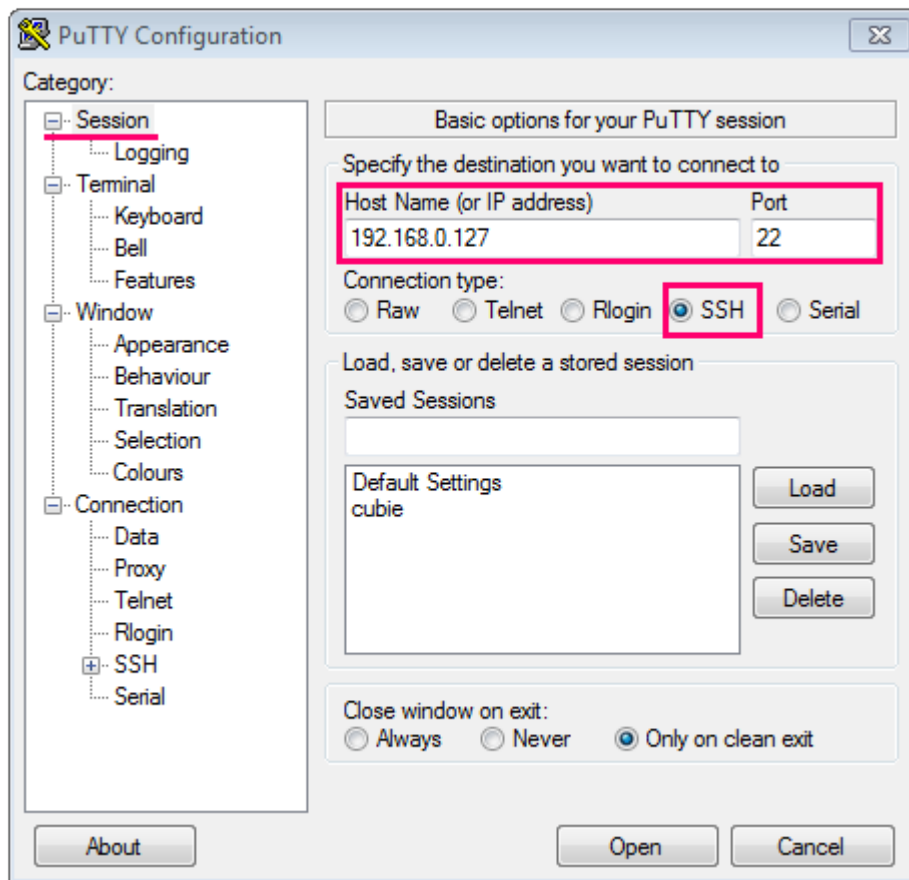 PuTTY Configuration
Category:
Session
Logging
Terminal
Keyboard
Bell
Features
Window
Appearance
Behaviour
Translation
Selection
Colours
Connection
Data
Proxy
Telnet
Rlogin
SSH
Serial
Basic options for your PuTTY session
Specify the destination you want to connect to
Host Name (or IP address) Port
192.168.0.127 22
Connection type:
Raw Telnet Rlogin SSH Serial
Load, save or delete a stored session
Saved Sessions
Default Settings
cubie
Load
Save
Delete
Close window on exit:
Always Never Only on clean exit
About Open Cancel